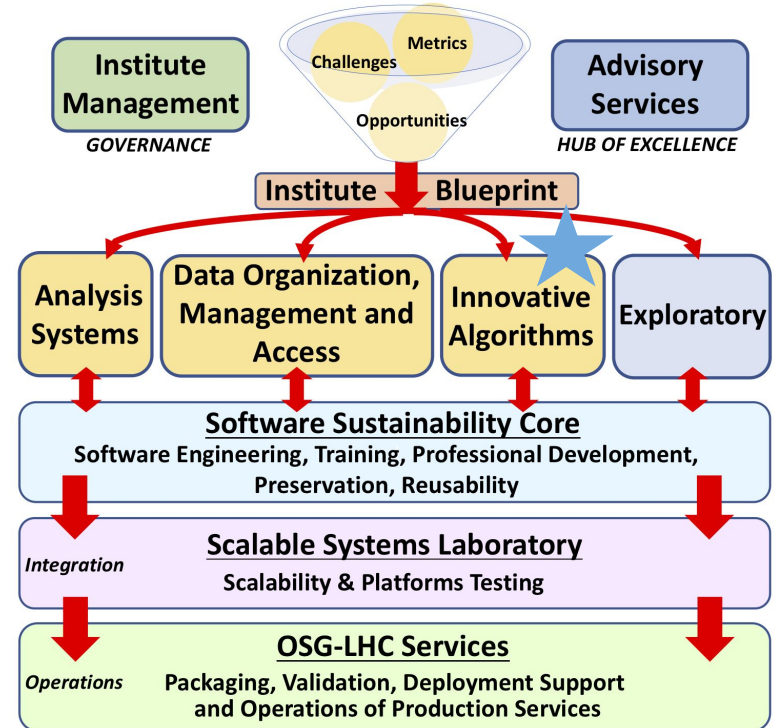 Institute
Management
GOVERNANCE
Metrics
Challenges
Opportunities
Advisory
Services
HUB OF EXCELLENCE
Institute Blueprint
Analysis
Systems
Data Organization,
Management and
Access
Innovative
Algorithms
Exploratory
Software Sustainability Core
Software Engineering, Training, Professional Development,
Preservation, Reusability
Integration
Scalable Systems Laboratory
Scalability & Platforms Testing
OSG-LHC Services
Operations
Packaging, Validation, Deployment Support
and Operations of Production Services